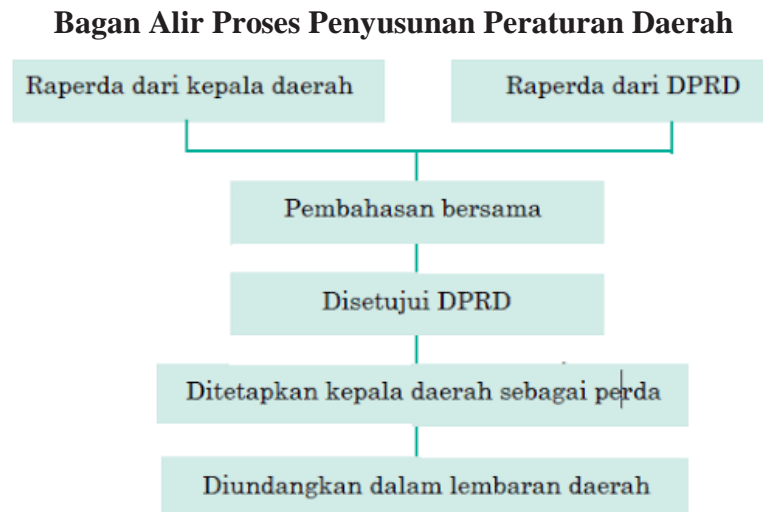 Bagan Alir Proses Penyusunan Peraturan Daerah
Raperda dari kepala daerah
Raperda dari DPRD
Pembahasan bersama
Disetujui DPRD
Ditetapkan kepala daerah sebagai perda
Diundangkan dalam lembaran daerah